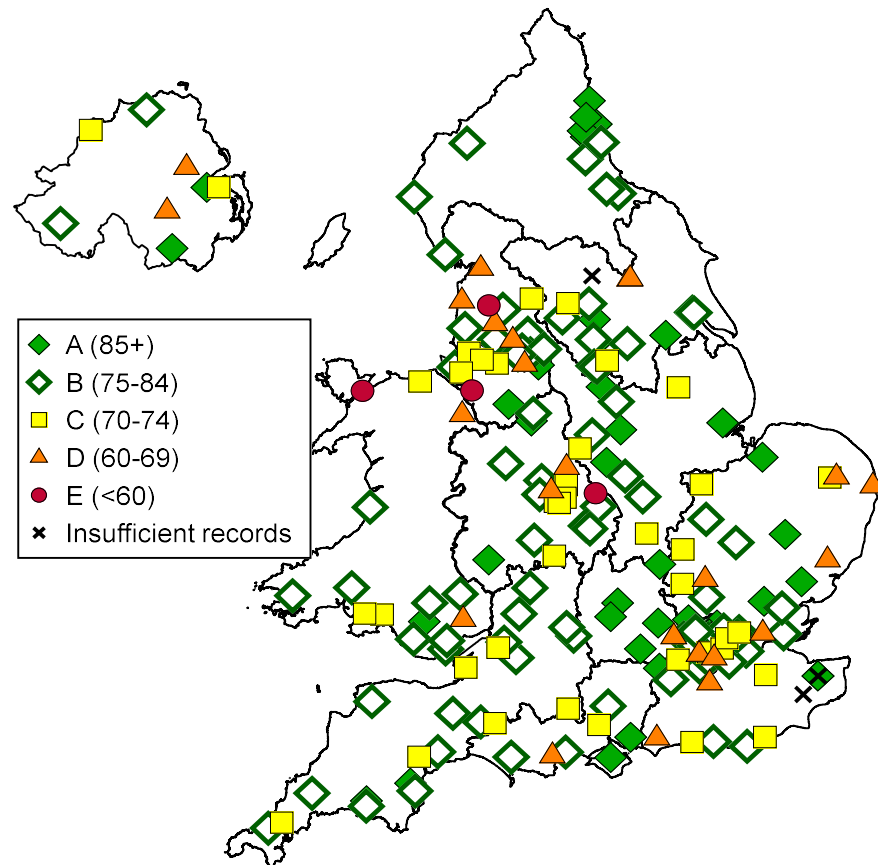 A (85+)
B (75-84)
C (70-74)
D (60-69)
E (<60)
Insufficient records